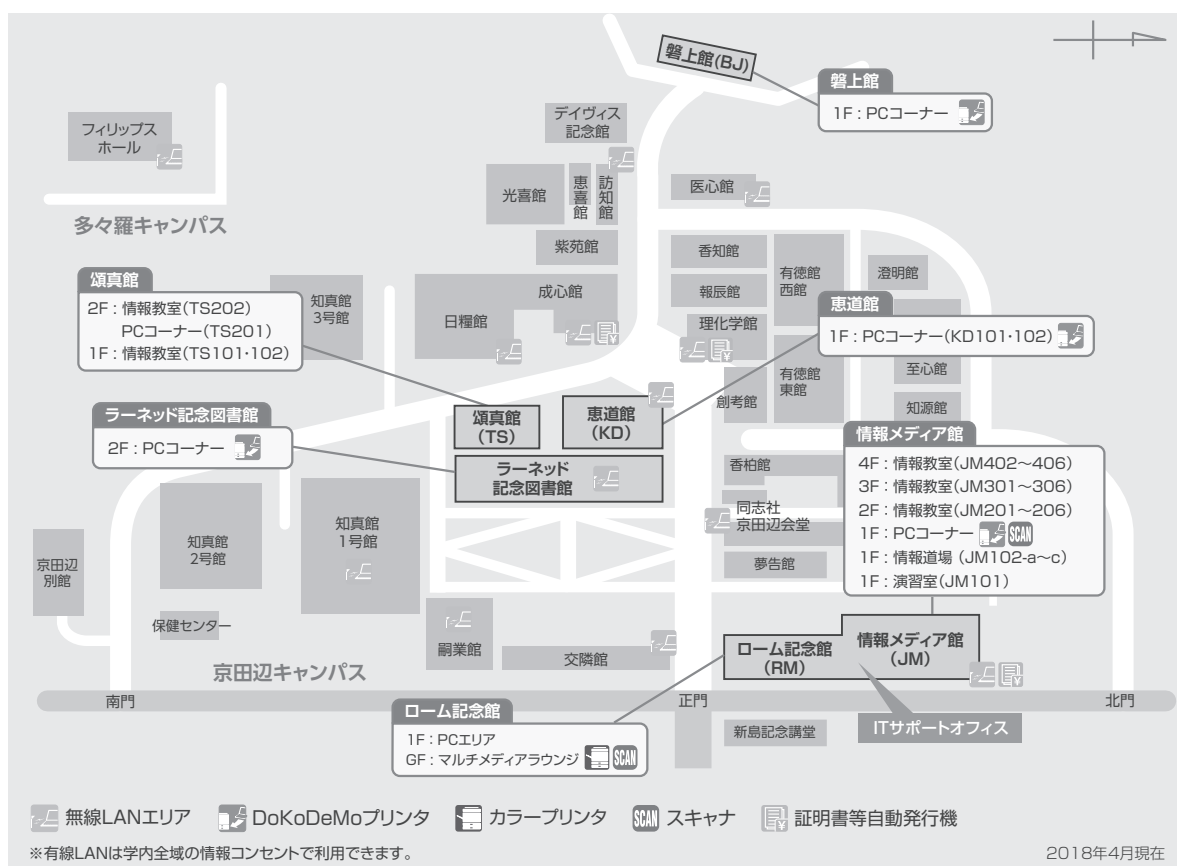 磐上館(BJ)
磐上館
1F : PCコーナー
フィリップス
ホール
多々羅キャンパス
デイヴィス
記念館
光喜館
恵喜館
訪知館
紫苑館
医心館
香知館
報辰館
理化学館
有徳館
西館
澄明館
恵道館
1F : PCコーナー(KD101・102)
有徳館
東館
至心館
知源館
創考館
頌真館
2F : 情報教室(TS202)
PCコーナー(TS201)
1F : 情報教室(TS101・102)
知真館
3号館
日糧館
成心館
頌真館
(TS)
恵道館
(KD)
ラーネッド記念図書館
2F : PCコーナー
ラーネッド
記念図書館
情報メディア館
4F : 情報教室(JM402～406)
3F : 情報教室(JM301～306)
2F : 情報教室(JM201～206)
1F : PCコーナー SCAN
1F : 情報道場 (JM102-a～c)
1F : 演習室(JM101)
香柏館
同志社
京田辺会堂
夢告館
京田辺
別館
知真館
2号館
知真館
1号館
保健センター
嗣業館
交隣館
ローム記念館
(RM)
情報メディア館
(JM)
京田辺キャンパス
南門
正門
北門
ローム記念館
1F : PCエリア
GF : マルチメディアラウンジ SCAN
新島記念講堂
ITサポートオフィス
無線LANエリア DoKoDeMoプリンタ カラープリンタ SCAN スキャナ 証明書等自動発行機
※有線LANは学内全域の情報コンセントで利用できます。
2018年4月現在